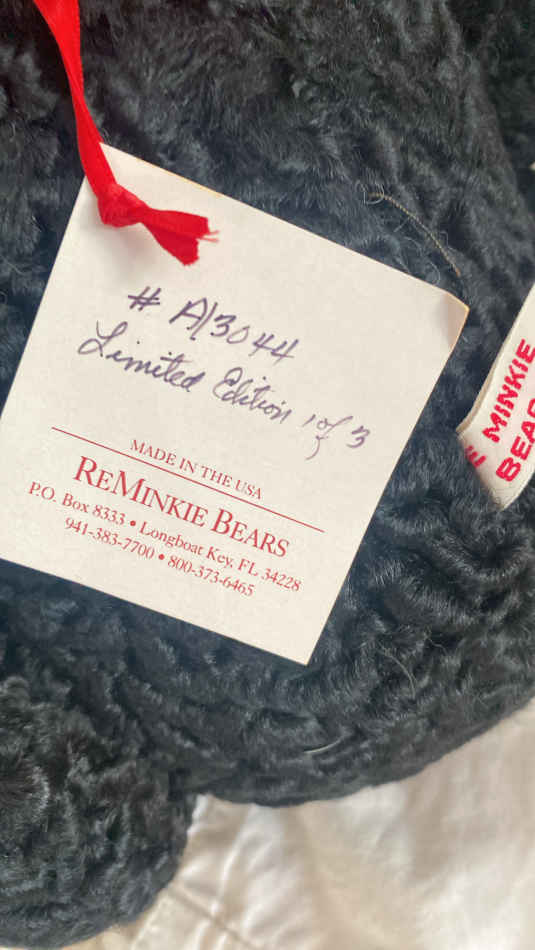 # A13044
Limited Edition 1 of 3
MADE IN THE USA
REMINKIE BEARS
P.O. Box 8333 • Longboat Key, FL 34228
941-383-7700 • 800-373-6465
E MINKIE
BEAR